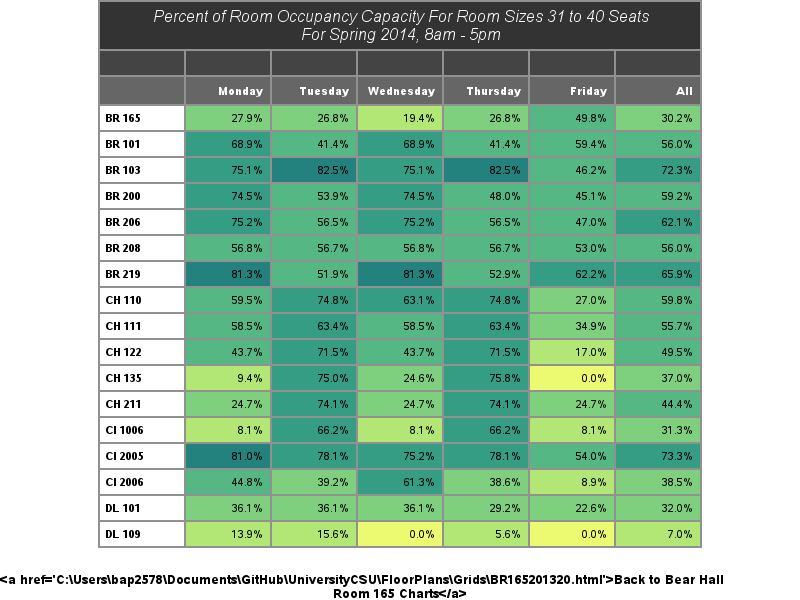 Percent of Room Occupancy Capacity For Room Sizes 31 to 40 Seats
For Spring 2014, 8am - 5pm
Monday Tuesday Wednesday Thursday Friday All
BR 165 27.9% 26.8% 19.4% 26.8% 49.8% 30.2%
BR 101 68.9% 41.4% 68.9% 41.4% 59.4% 56.0%
BR 103 75.1% 82.5% 75.1% 82.5% 46.2% 72.3%
BR 200 74.5% 53.9% 74.5% 48.0% 45.1% 59.2%
BR 206 75.2% 56.5% 75.2% 56.5% 47.0% 62.1%
BR 208 56.8% 56.7% 56.8% 56.7% 53.0% 56.0%
BR 219 81.3% 51.9% 81.3% 52.9% 62.2% 65.9%
CH 110 59.5% 74.8% 63.1% 74.8% 27.0% 59.8%
CH 111 58.5% 63.4% 58.5% 63.4% 34.9% 55.7%
CH 122 43.7% 71.5% 43.7% 71.5% 17.0% 49.5%
CH 135 9.4% 75.0% 24.6% 75.8% 0.0% 37.0%
CH 211 24.7% 74.1% 24.7% 74.1% 24.7% 44.4%
CI 1006 8.1% 66.2% 8.1% 66.2% 8.1% 31.3%
CI 2005 81.0% 78.1% 75.2% 78.1% 54.0% 73.3%
CI 2006 44.8% 39.2% 61.3% 38.6% 8.9% 38.5%
DL 101 36.1% 36.1% 36.1% 29.2% 22.6% 32.0%
DL 109 13.9% 15.6% 0.0% 5.6% 0.0% 7.0%
<a href='C:\Users\bap2578\Documents\GitHub\UniversityCSU\FloorPlans\Grids\BR165201320.html'>Back to Bear Hall
Room 165 Charts</a>